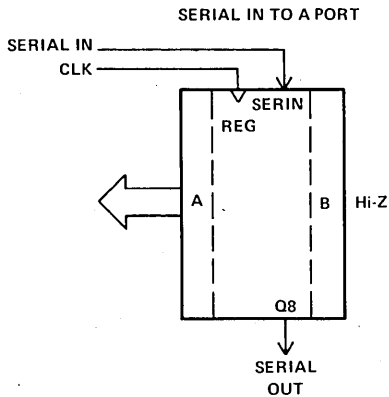 SERIAL IN TO A PORT
SERIAL IN
CLK
SERIN
REG
A
B
Hi-Z
Q8
SERIAL
OUT